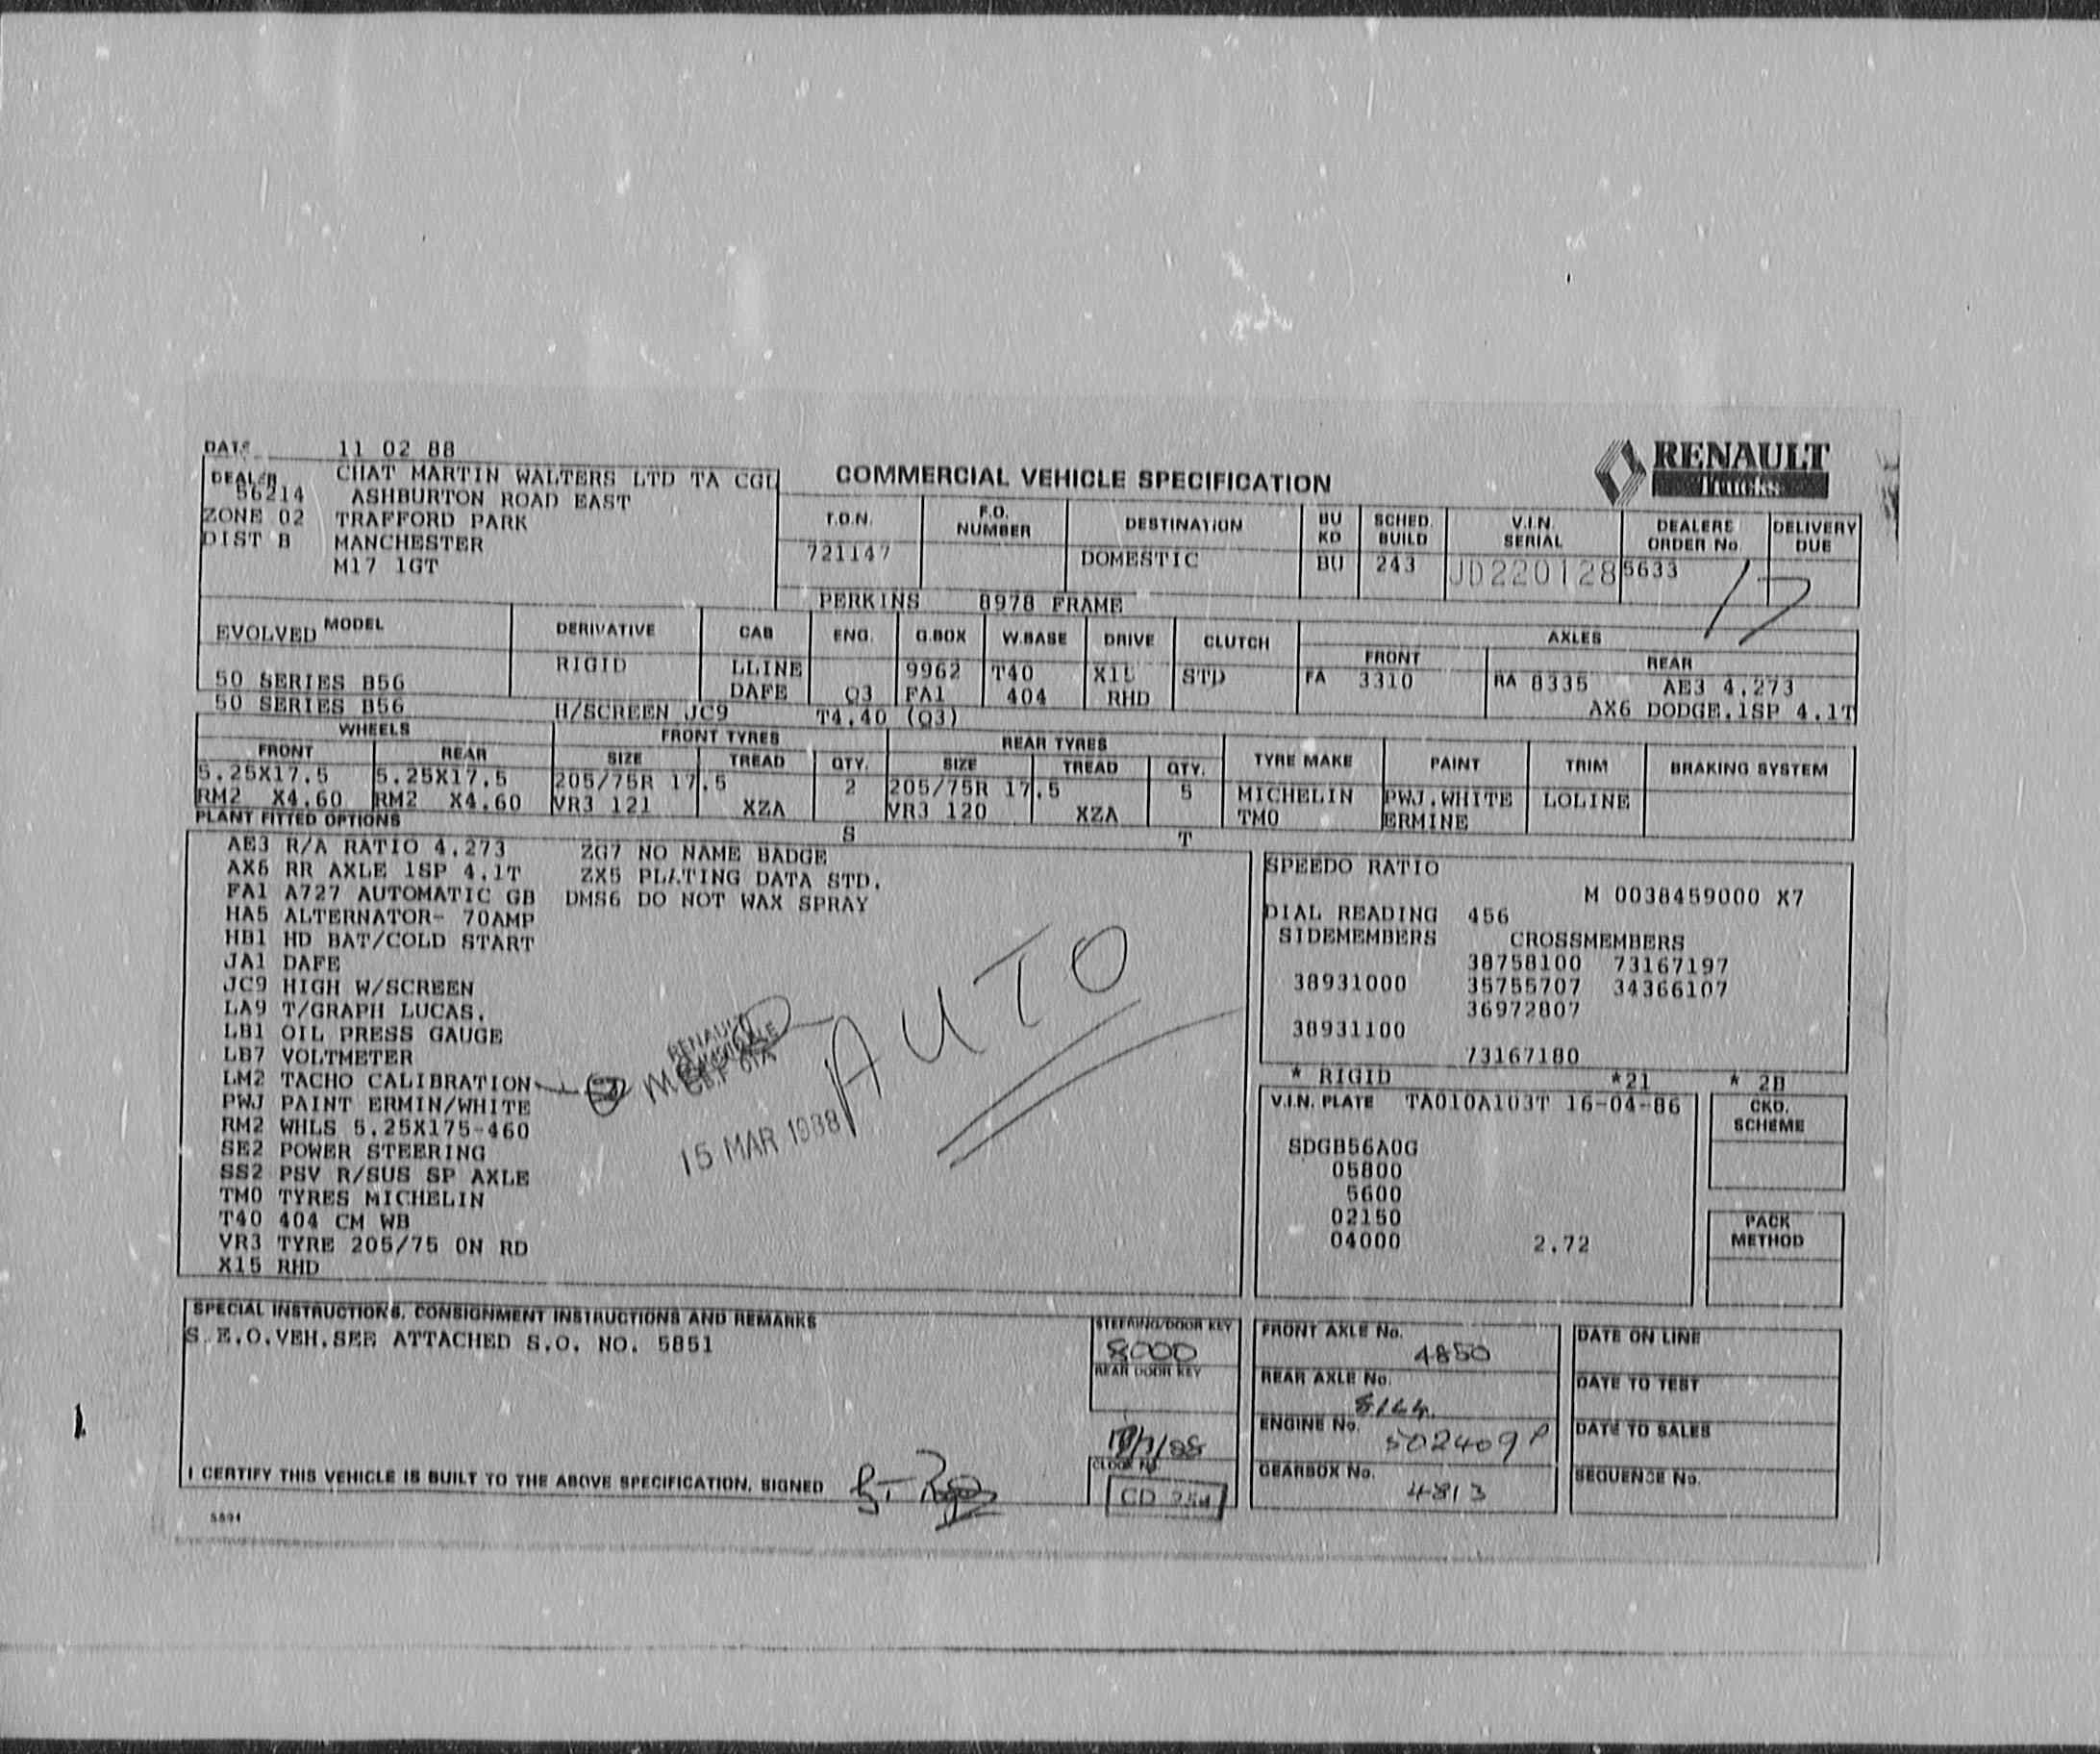 DATE 11 02 88
DEALER CHAT MARTIN WALTERS LTD TA CGL
56214 ASHBURTON ROAD EAST
ZONE 02 TRAFFORD PARK
DIST B MANCHESTER
M17 1GT
COMMERCIAL VEHICLE SPECIFICATION
RENAULT
Trucks
T.O.N. F.O. NUMBER DESTINATION BU KD SCHED. BUILD V.I.N. SERIAL DEALERS ORDER No DELIVERY DUE
721147 DOMESTIC BU 243 JD220128 5633
17
PERKINS 8978 FRAME
EVOLVED MODEL DERIVATIVE CAB ENG. G.BOX W.BASE DRIVE CLUTCH AXLES
FRONT REAR
RIGID LLINE 9962 T40 X15 STD FA 3310 RA 8335 AE3 4.273
50 SERIES B56 DAFE Q3 FA1 404 RHD AX6 DODGE.1SP 4.1T
50 SERIES B56 H/SCREEN JC9 T4.40 (Q3)
WHEELS FRONT TYRES REAR TYRES
FRONT REAR SIZE TREAD QTY. SIZE TREAD QTY. TYRE MAKE PAINT TRIM BRAKING SYSTEM
5.25X17.5 5.25X17.5 205/75R 17.5 2 205/75R 17.5 5 MICHELIN PWJ.WHITE LOLINE
RM2 X4.60 RM2 X4.60 VR3 121 XZA VR3 120 XZA TM0 ERMINE
PLANT FITTED OPTIONS S T
AE3 R/A RATIO 4.273 ZG7 NO NAME BADGE
AX6 RR AXLE 1SP 4.1T ZX5 PLATING DATA STD.
FA1 A727 AUTOMATIC GB DMS6 DO NOT WAX SPRAY
HA5 ALTERNATOR- 70AMP
HB1 HD BAT/COLD START
JA1 DAFE
JC9 HIGH W/SCREEN
LA9 T/GRAPH LUCAS.
LB1 OIL PRESS GAUGE
LB7 VOLTMETER
LM2 TACHO CALIBRATION
PWJ PAINT ERMIN/WHITE
RM2 WHLS 5.25X175-460
SE2 POWER STEERING
SS2 PSV R/SUS SP AXLE
TM0 TYRES MICHELIN
T40 404 CM WB
VR3 TYRE 205/75 ON RD
X15 RHD
AUTO
RENAULT
15 MAR 1988
SPEEDO RATIO
M 0038459000 X7
DIAL READING 456
SIDEMEMBERS CROSSMEMBERS
38758100 73167197
38931000 35755707 34366107
36972807
38931100
73167180
* RIGID *21 * 2B
V.I.N. PLATE TA010A103T 16-04-86
CKD. SCHEME
SDGB56A0G
05800
5600
02150
04000 2.72
PACK METHOD
SPECIAL INSTRUCTIONS, CONSIGNMENT INSTRUCTIONS AND REMARKS
S.E.O.VEH.SEE ATTACHED S.O. NO. 5851
STEERING/DOOR KEY
8000
REAR DOOR KEY
CLOCK No
FRONT AXLE No. 4850
REAR AXLE No.
ENGINE No. 502409P
GEARBOX No. 4813
DATE ON LINE
DATE TO TEST
DATE TO SALES
SEQUENCE No.
I CERTIFY THIS VEHICLE IS BUILT TO THE ABOVE SPECIFICATION. SIGNED
5891